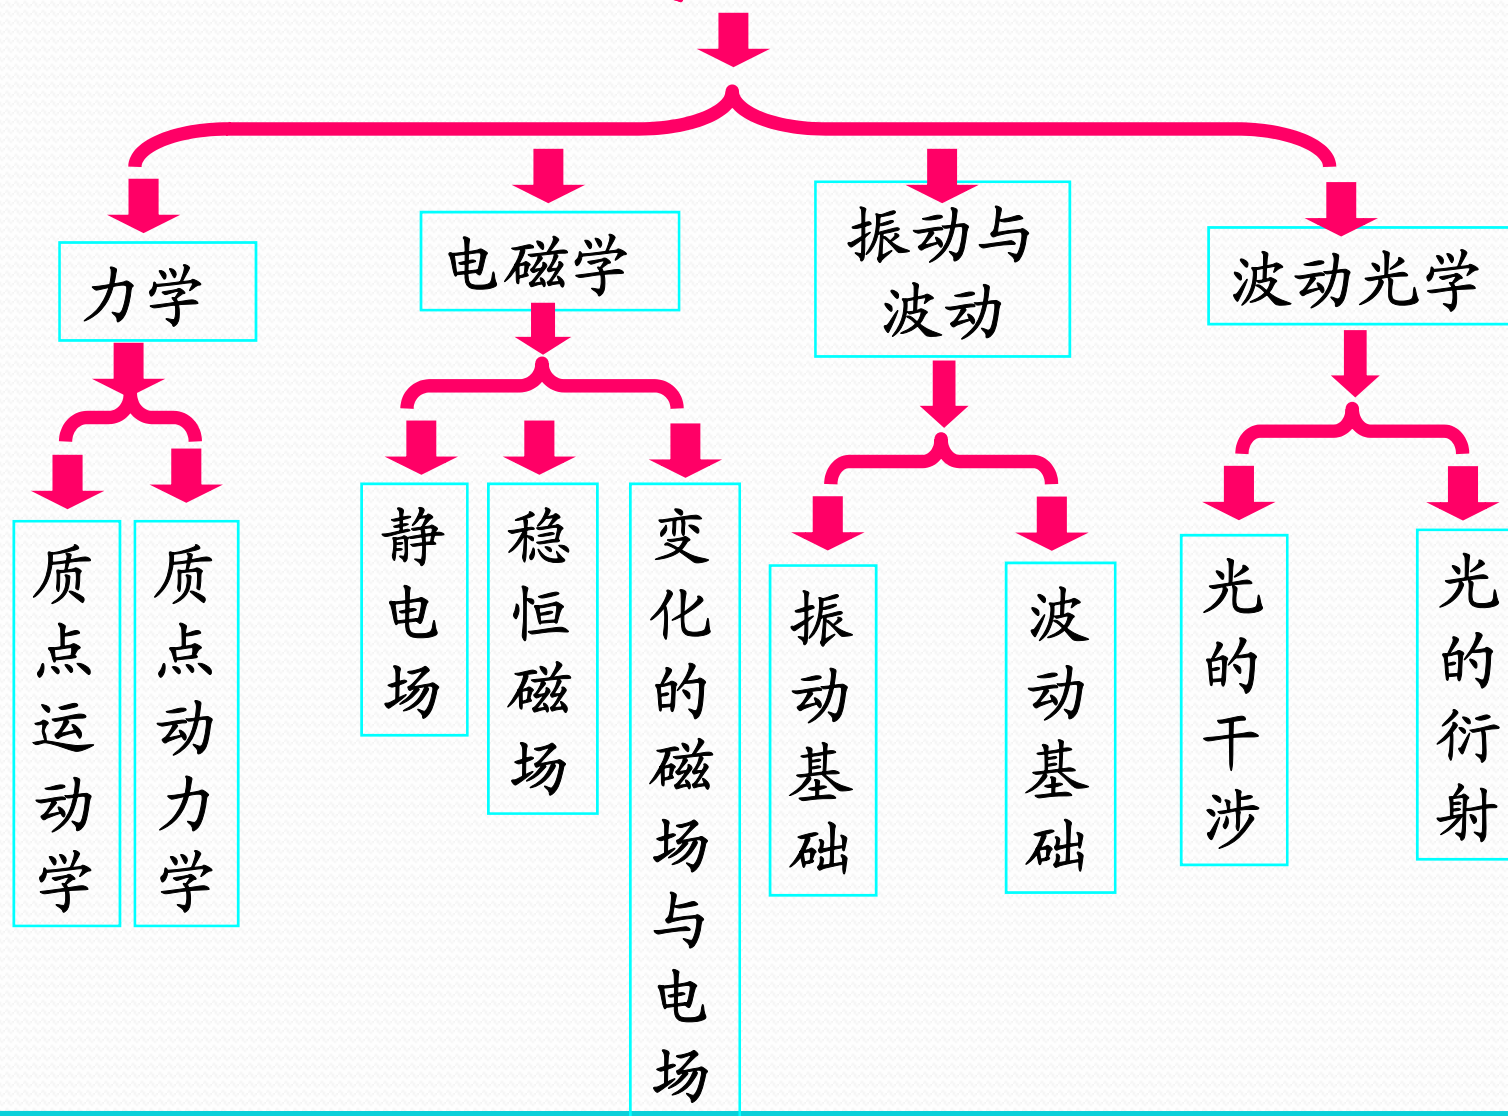 力学
电磁学
振动与
波动
波动光学
质点运动学
质点动力学
静电场
稳恒磁场
变化的磁场与电场
振动基础
波动基础
光的干涉
光的衍射